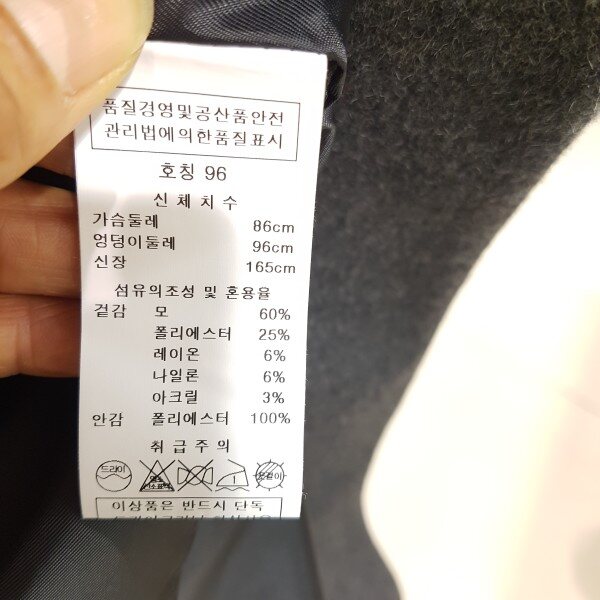 품질경영및공산품안전
관리법에의한품질표시
호칭 96
신체치수
가슴둘레 86cm
엉덩이둘레 96cm
신장 165cm
섬유의조성 및 혼용율
겉감 모 60%
폴리에스터 25%
레이온 6%
나일론 6%
아크릴 3%
안감 폴리에스터 100%
취급주의
드라이
이상품은 반드시 단독